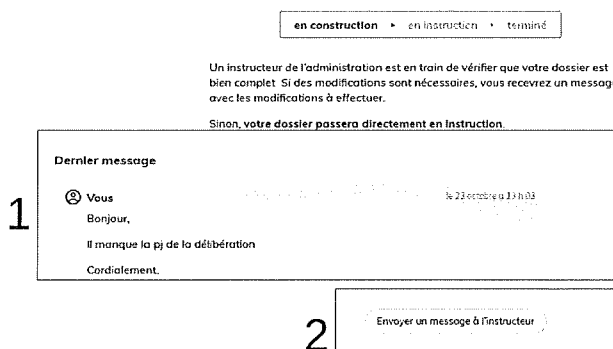 en construction ▸ en instruction • terminé
Un instructeur de l'administration est en train de vérifier que votre dossier est
bien complet. Si des modifications sont nécessaires, vous recevrez un message
avec les modifications à effectuer.
Sinon, votre dossier passera directement en instruction.
Dernier message
1
Vous le 23 octobre à 13 h 03
Bonjour,
Il manque la pj de la délibération
Cordialement,
2
Envoyer un message à l'instructeur